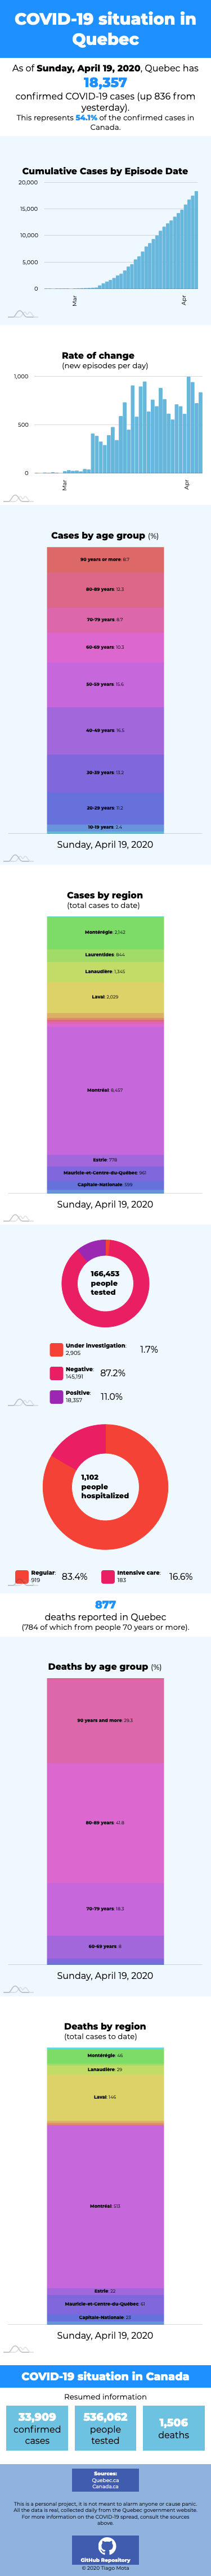 COVID-19 situation in
Quebec
As of Sunday, April 19, 2020, Quebec has
18,357
confirmed COVID-19 cases (up 836 from
yesterday).
This represents 54.1% of the confirmed cases in
Canada.
Cumulative Cases by Episode Date
20,000
15,000
10,000
5,000
0
Mar
Apr
Rate of change
(new episodes per day)
1,000
500
0
Mar
Apr
Cases by age group (%)
90 years or more: 8.7
80-89 years: 12.3
70-79 years: 8.7
60-69 years: 10.3
50-59 years: 15.6
40-49 years: 16.5
30-39 years: 13.2
20-29 years: 11.2
10-19 years: 2.4
Sunday, April 19, 2020
Cases by region
(total cases to date)
Montérégie: 2,143
Laurentides: 844
Lanaudière: 1,345
Laval: 2,029
Montréal: 8,457
Estrie: 778
Mauricie-et-Centre-du-Québec:
Capitale-Nationale:
Sunday, April 19, 2020
166,453
people
tested
Under investigation:
2,905
1.7%
Negative:
145,191
87.2%
Positive:
18,357
11.0%
1,102
people
hospitalized
Regular:
919
83.4%
Intensive care:
183
16.6%
877
deaths reported in Quebec
(784 of which from people 70 years or more).
Deaths by age group (%)
90 years and more: 29.3
80-89 years: 41.8
70-79 years: 18.3
60-69 years: 8
Sunday, April 19, 2020
Deaths by region
(total cases to date)
Montérégie: 46
Lanaudière: 29
Laval: 145
Montréal: 513
Estrie: 22
Mauricie-et-Centre-du-Québec: 61
Capitale-Nationale: 23
Sunday, April 19, 2020
COVID-19 situation in Canada
Resumed information
33,909
confirmed
cases
536,062
people
tested
1,506
deaths
Sources:
Quebec.ca
Canada.ca
This is a personal project, it is not meant to alarm anyone or cause panic.
All the data is real, collected daily from the Quebec government website.
For more information on the COVID-19 spread, consult the sources
above.
GitHub Repository
© 2020 Tiago Mota